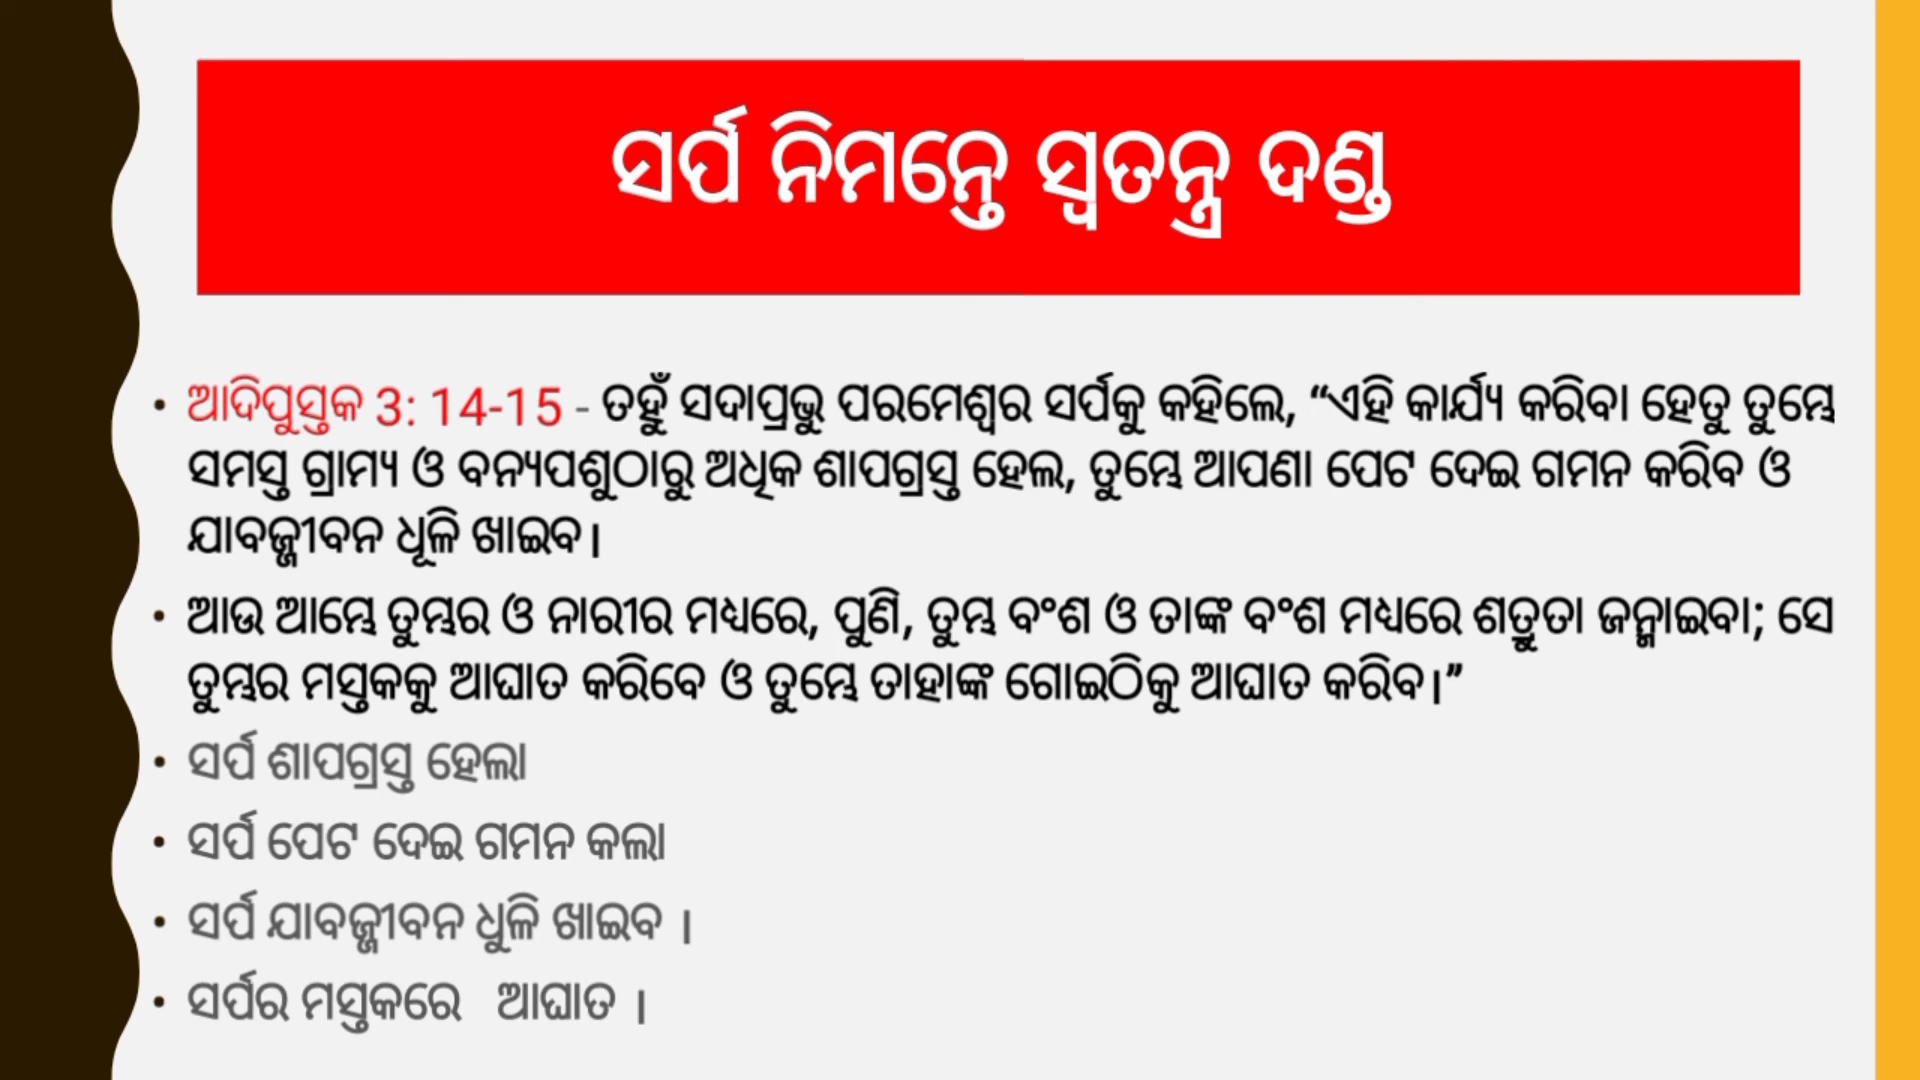 ସର୍ପ ନିମନ୍ତେ ସ୍ୱତନ୍ତ୍ର ଦଣ୍ଡ
• ଆଦିପୁସ୍ତକ 3: 14-15 - ତହୁଁ ସଦାପ୍ରଭୁ ପରମେଶ୍ୱର ସର୍ପକୁ କହିଲେ, “ଏହି କାର୍ଯ୍ୟ କରିବା ହେତୁ ତୁମ୍ଭେ
ସମସ୍ତ ଗ୍ରାମ୍ୟ ଓ ବନ୍ୟପଶୁଠାରୁ ଅଧିକ ଶାପଗ୍ରସ୍ତ ହେଲ, ତୁମ୍ଭେ ଆପଣା ପେଟ ଦେଇ ଗମନ କରିବ ଓ
ଯାବଜ୍ଜୀବନ ଧୂଳି ଖାଇବ।
• ଆଉ ଆମ୍ଭେ ତୁମ୍ଭର ଓ ନାରୀର ମଧ୍ୟରେ, ପୁଣି, ତୁମ୍ଭ ବଂଶ ଓ ତାଙ୍କ ବଂଶ ମଧ୍ୟରେ ଶତ୍ରୁତା ଜନ୍ମାଇବା; ସେ
ତୁମ୍ଭର ମସ୍ତକକୁ ଆଘାତ କରିବେ ଓ ତୁମ୍ଭେ ତାହାଙ୍କ ଗୋଇଠିକୁ ଆଘାତ କରିବ।”
• ସର୍ପ ଶାପଗ୍ରସ୍ତ ହେଲା
• ସର୍ପ ପେଟ ଦେଇ ଗମନ କଲା
• ସର୍ପ ଯାବଜ୍ଜୀବନ ଧୁଳି ଖାଇବ ।
• ସର୍ପର ମସ୍ତକରେ ଆଘାତ ।